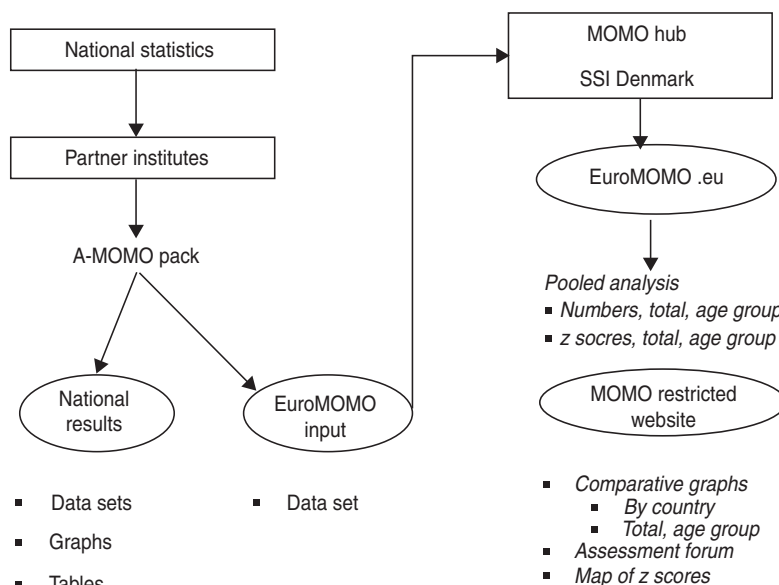 National statistics
Partner institutes
A-MOMO pack
National
results
EuroMOMO
input
▪ Data sets
▪ Graphs
▪ Tables
▪ Data set
MOMO hub
SSI Denmark
EuroMOMO .eu
Pooled analysis
▪ Numbers, total, age group
▪ z socres, total, age group
MOMO restricted
website
▪ Comparative graphs
▪ By country
▪ Total, age group
▪ Assessment forum
▪ Map of z scores